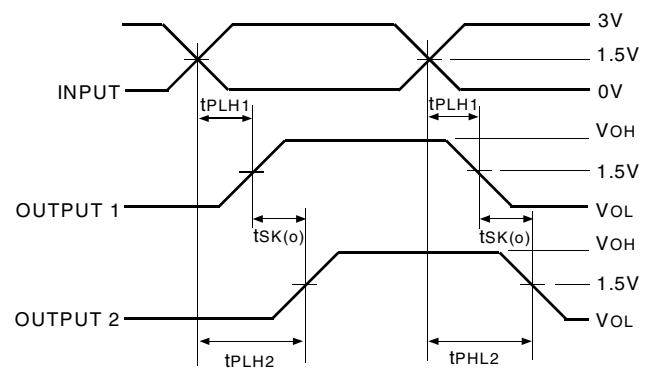 3V
1.5V
INPUT
0V
tPLH1
tPLH1
VOH
1.5V
OUTPUT 1
VOL
tSK(o)
tSK(o)
VOH
1.5V
OUTPUT 2
VOL
tPLH2
tPHL2